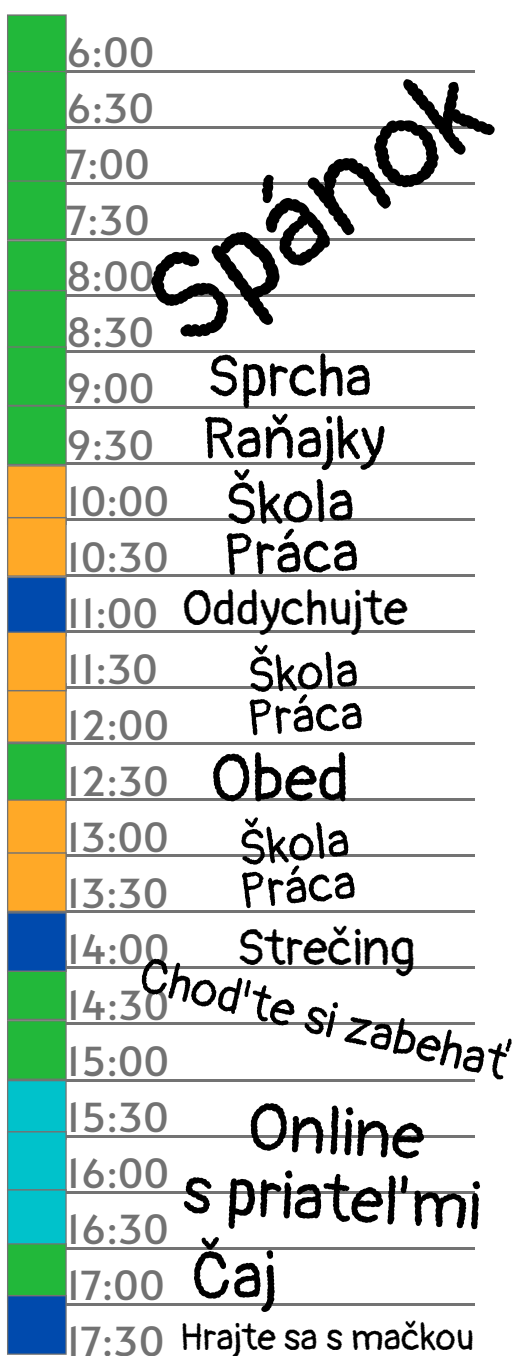 6:00
6:30
7:00
7:30
Spánok
8:00
8:30
9:00 Sprcha
9:30 Raňajky
10:00 Škola
10:30 Práca
11:00 Oddychujte
11:30 Škola
12:00 Práca
12:30 Obed
13:00 Škola
13:30 Práca
14:00 Strečing
14:30 Choďte si zabehať
15:00
15:30 Online
16:00 s priateľmi
16:30
17:00 Čaj
17:30 Hrajte sa s mačkou